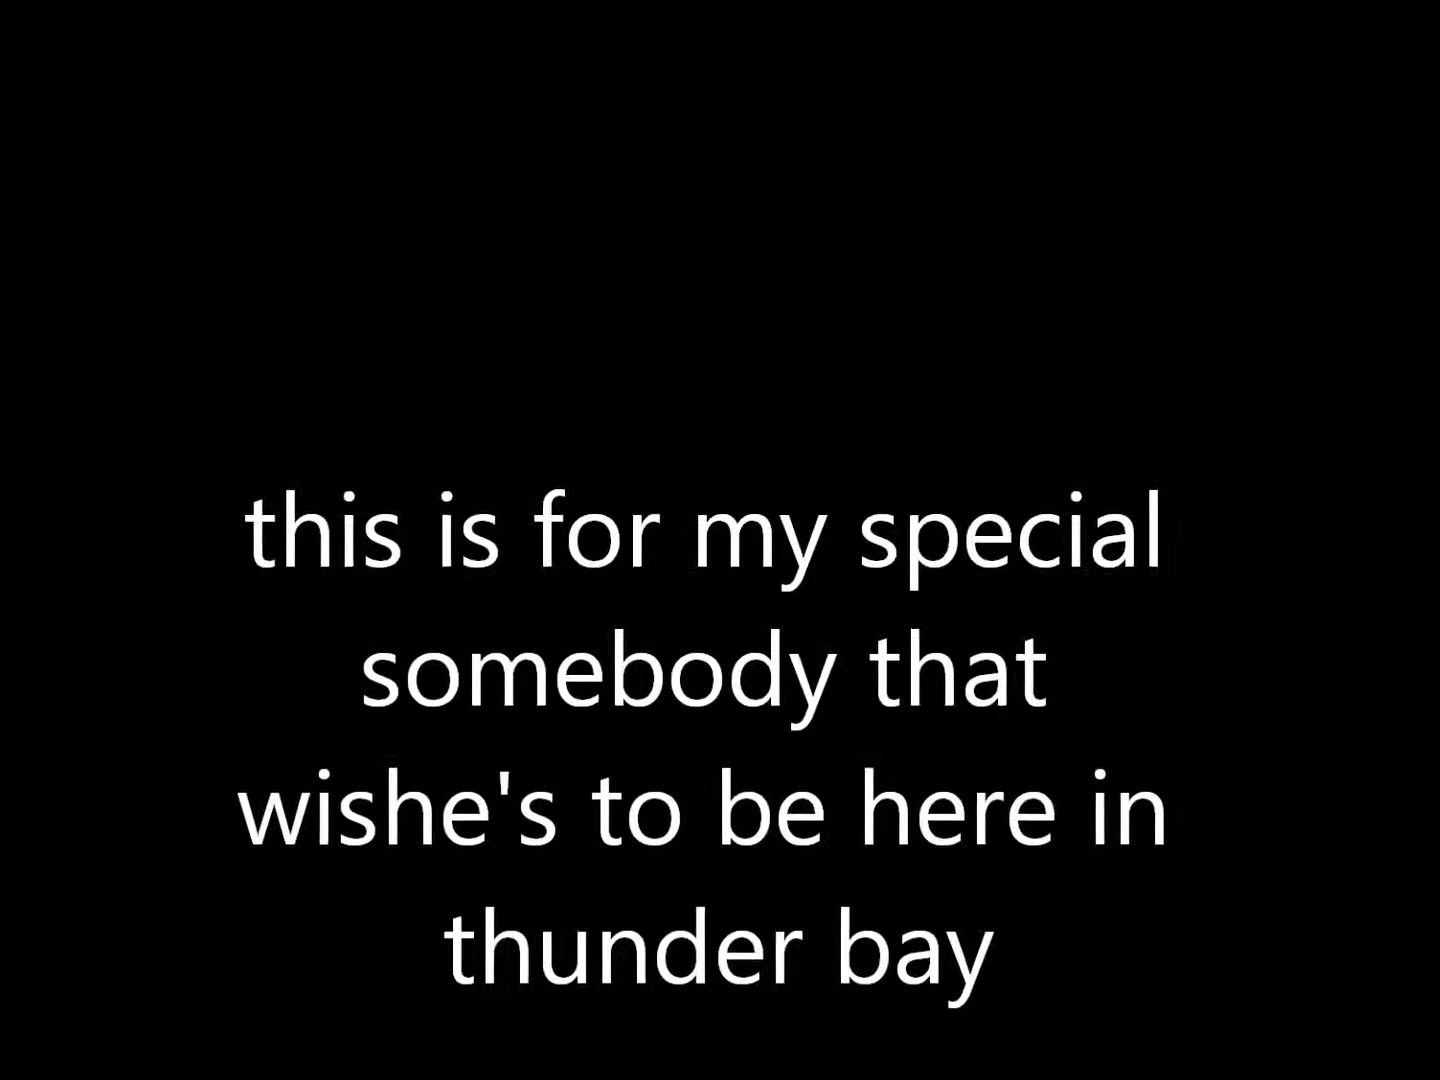 this is for my special
somebody that
wishe's to be here in
thunder bay